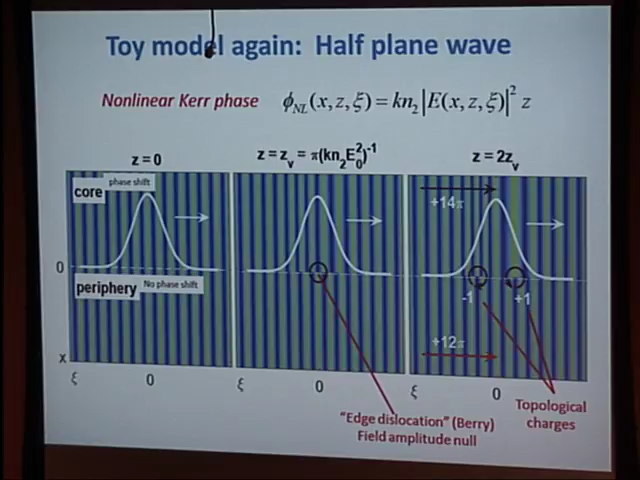 Toy model again: Half plane wave
Nonlinear Kerr phase ϕ_NL(x,z,ξ) = kn₂|E(x,z,ξ)|² z
z = 0
z = z_v = π(kn₂E₀²)⁻¹
z = 2z_v
core
phase shift
+14π
0
periphery
No phase shift
-1
+1
+12π
x
ξ
0
ξ
0
ξ
0
"Edge dislocation" (Berry)
Field amplitude null
Topological
charges